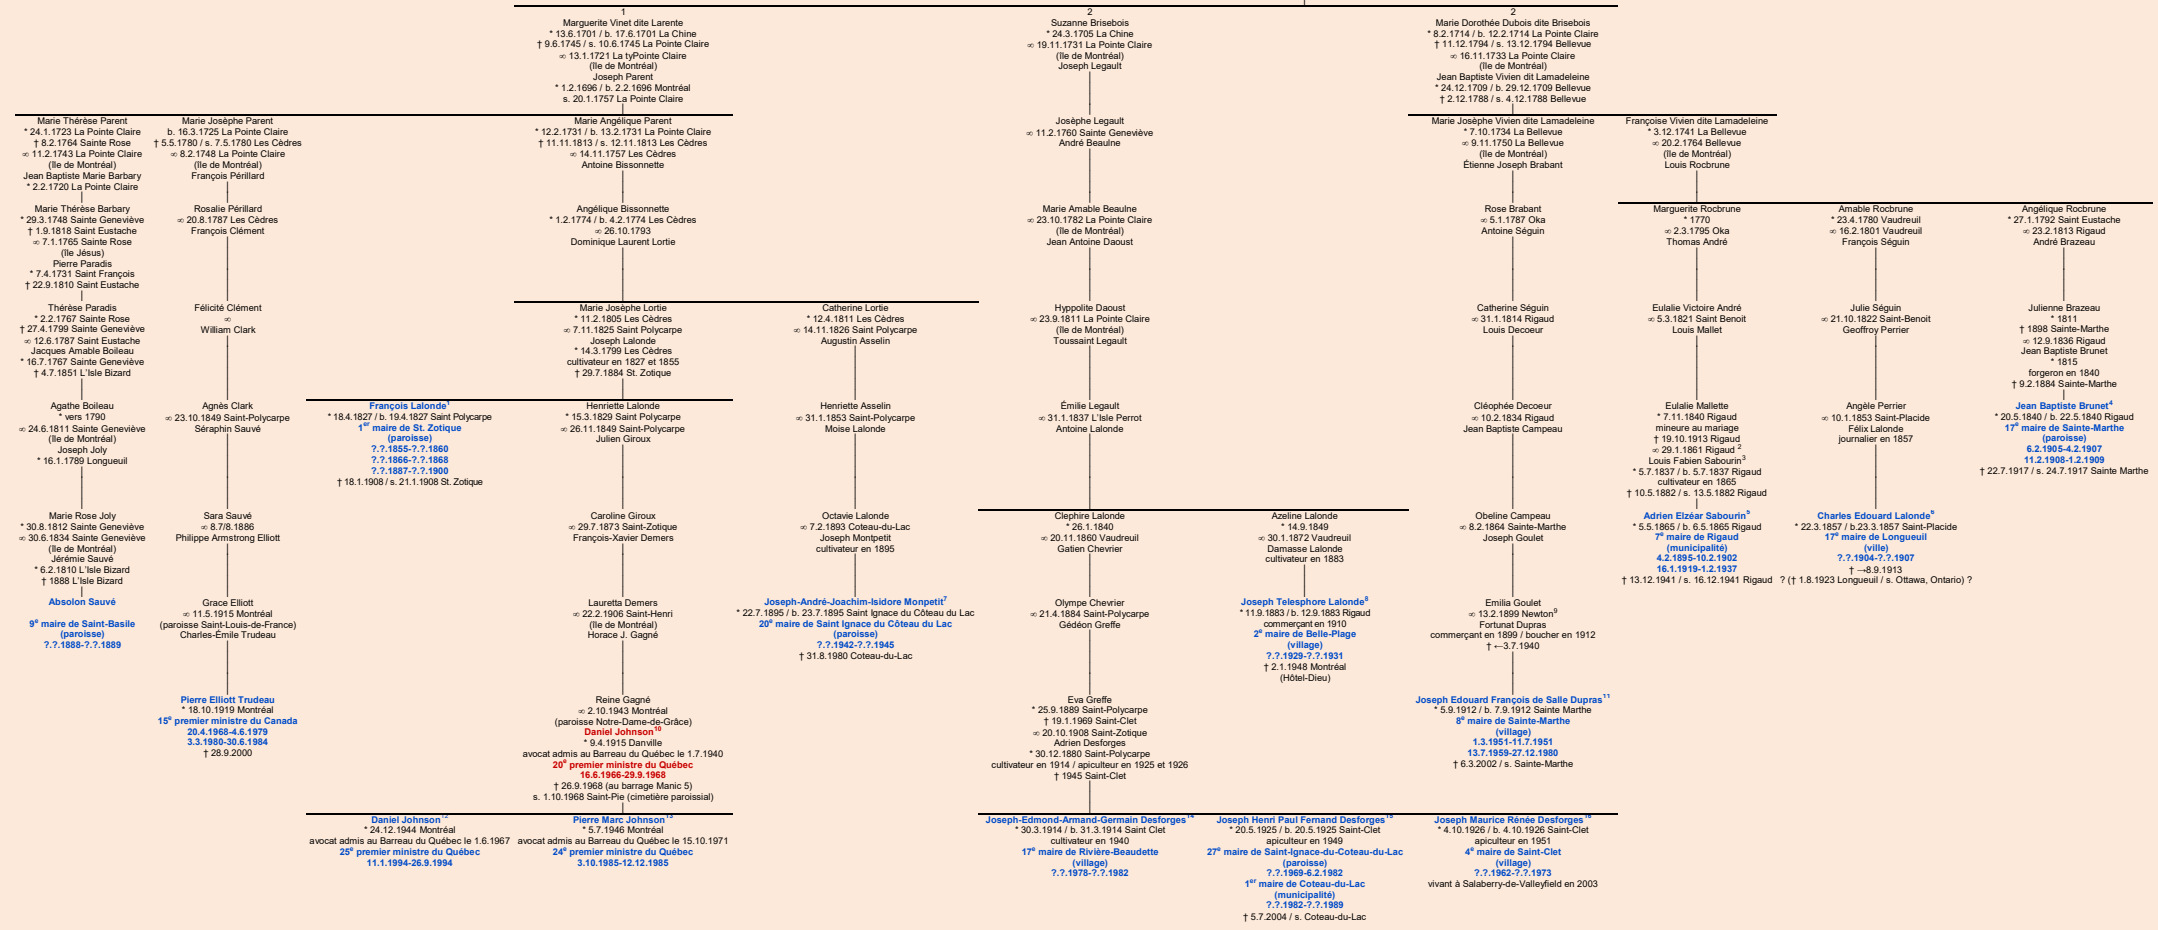 1
Marguerite Vinet dite Larente
* 13.6.1701 / b. 17.6.1701 La Chine
† 9.6.1745 / s. 10.6.1745 La Pointe Claire
∞ 13.1.1721 La tyPointe Claire
(île de Montréal)
Joseph Parent
* 1.2.1696 / b. 2.2.1696 Montréal
s. 20.1.1757 La Pointe Claire
2
Suzanne Brisebois
* 24.3.1705 La Chine
∞ 19.11.1731 La Pointe Claire
(île de Montréal)
Joseph Legault
2
Marie Dorothée Dubois dite Brisebois
* 8.2.1714 / b. 12.2.1714 La Pointe Claire
† 11.12.1794 / s. 13.12.1794 Bellevue
∞ 16.11.1733 La Pointe Claire
(île de Montréal)
Jean Baptiste Vivien dit Lamadeleine
* 24.12.1709 / b. 29.12.1709 Bellevue
† 2.12.1788 / s. 4.12.1788 Bellevue
Marie Thérèse Parent
* 24.1.1723 La Pointe Claire
† 8.2.1764 Sainte Rose
∞ 11.2.1743 La Pointe Claire
(île de Montréal)
Jean Baptiste Marie Barbary
* 2.2.1720 La Pointe Claire
Marie Josèphe Parent
b. 16.3.1725 La Pointe Claire
† 5.5.1780 / s. 7.5.1780 Les Cèdres
∞ 8.2.1748 La Pointe Claire
(île de Montréal)
François Périllard
Marie Angélique Parent
* 12.2.1731 / b. 13.2.1731 La Pointe Claire
† 11.11.1813 / s. 12.11.1813 Les Cèdres
∞ 14.11.1757 Les Cèdres
Antoine Bissonnette
Josèphe Legault
∞ 11.2.1760 Sainte Geneviève
André Beaulne
Marie Josèphe Vivien dite Lamadeleine
* 7.10.1734 La Bellevue
∞ 9.11.1750 La Bellevue
(île de Montréal)
Étienne Joseph Brabant
Françoise Vivien dite Lamadeleine
* 3.12.1741 La Bellevue
∞ 20.2.1764 Bellevue
(île de Montréal)
Louis Rocbrune
Marie Thérèse Barbary
* 29.3.1748 Sainte Geneviève
† 1.9.1818 Saint Eustache
∞ 7.1.1765 Sainte Rose
(île Jésus)
Pierre Paradis
* 7.4.1731 Saint François
† 22.9.1810 Saint Eustache
Rosalie Périllard
∞ 20.8.1787 Les Cèdres
François Clément
Angélique Bissonnette
* 1.2.1774 / b. 4.2.1774 Les Cèdres
∞ 26.10.1793
Dominique Laurent Lortie
Marie Amable Beaulne
∞ 23.10.1782 La Pointe Claire
(île de Montréal)
Jean Antoine Daoust
Rose Brabant
∞ 5.1.1787 Oka
Antoine Séguin
Marguerite Rocbrune
* 1770
∞ 2.3.1795 Oka
Thomas André
Amable Rocbrune
* 23.4.1780 Vaudreuil
∞ 16.2.1801 Vaudreuil
François Séguin
Angélique Rocbrune
* 27.1.1792 Saint Eustache
∞ 23.2.1813 Rigaud
André Brazeau
Thérèse Paradis
* 2.2.1767 Sainte Rose
† 27.4.1799 Sainte Geneviève
∞ 12.6.1787 Saint Eustache
Jacques Amable Boileau
* 16.7.1767 Sainte Geneviève
† 4.7.1851 L'Isle Bizard
Félicité Clément
∞
William Clark
Marie Josèphe Lortie
* 11.2.1805 Les Cèdres
∞ 7.11.1825 Saint Polycarpe
Joseph Lalonde
* 14.3.1799 Les Cèdres
cultivateur en 1827 et 1855
† 29.7.1884 St. Zotique
Catherine Lortie
* 12.4.1811 Les Cèdres
∞ 14.11.1826 Saint Polycarpe
Augustin Asselin
Hyppolite Daoust
∞ 23.9.1811 La Pointe Claire
(île de Montréal)
Toussaint Legault
Catherine Séguin
∞ 31.1.1814 Rigaud
Louis Decoeur
Eulalie Victoire André
∞ 5.3.1821 Saint Benoit
Louis Mallet
Julie Séguin
∞ 21.10.1822 Saint-Benoit
Geoffroy Perrier
Julienne Brazeau
* 1811
† 1898 Sainte-Marthe
∞ 12.9.1836 Rigaud
Jean Baptiste Brunet
* 1815
forgeron en 1840
† 9.2.1884 Sainte-Marthe
Agathe Boileau
* vers 1790
∞ 24.6.1811 Sainte Geneviève
(île de Montréal)
Joseph Joly
* 16.1.1789 Longueuil
Agnès Clark
∞ 23.10.1849 Saint-Polycarpe
Séraphin Sauvé
François Lalonde1
* 18.4.1827 / b. 19.4.1827 Saint Polycarpe
1er maire de St. Zotique
(paroisse)
?.?.1855-?.?.1860
?.?.1866-?.?.1868
?.?.1887-?.?.1900
† 18.1.1908 / s. 21.1.1908 St. Zotique
Henriette Lalonde
* 15.3.1829 Saint Polycarpe
∞ 26.11.1849 Saint-Polycarpe
Julien Giroux
Henriette Asselin
∞ 31.1.1853 Saint-Polycarpe
Moise Lalonde
Émilie Legault
∞ 31.1.1837 L'Isle Perrot
Antoine Lalonde
Cléophée Decoeur
∞ 10.2.1834 Rigaud
Jean Baptiste Campeau
Eulalie Mallette
* 7.11.1840 Rigaud
mineure au mariage
† 19.10.1913 Rigaud
∞ 29.1.1861 Rigaud 2
Louis Fabien Sabourin3
* 5.7.1837 / b. 5.7.1837 Rigaud
cultivateur en 1865
† 10.5.1882 / s. 13.5.1882 Rigaud
Angèle Perrier
∞ 10.1.1853 Saint-Placide
Félix Lalonde
journalier en 1857
Jean Baptiste Brunet4
* 20.5.1840 / b. 22.5.1840 Rigaud
17e maire de Sainte-Marthe
(paroisse)
6.2.1905-4.2.1907
11.2.1908-1.2.1909
† 22.7.1917 / s. 24.7.1917 Sainte Marthe
Marie Rose Joly
* 30.8.1812 Sainte Geneviève
∞ 30.6.1834 Sainte Geneviève
(île de Montréal)
Jérémie Sauvé
* 6.2.1810 L'Isle Bizard
† 1888 L'Isle Bizard
Sara Sauvé
∞ 8.7/8.1886
Philippe Armstrong Elliott
Caroline Giroux
∞ 29.7.1873 Saint-Zotique
François-Xavier Demers
Octavie Lalonde
∞ 7.2.1893 Coteau-du-Lac
Joseph Montpetit
cultivateur en 1895
Clephire Lalonde
* 26.1.1840
∞ 20.11.1860 Vaudreuil
Gatien Chevrier
Azeline Lalonde
* 14.9.1849
∞ 30.1.1872 Vaudreuil
Damasse Lalonde
cultivateur en 1883
Obeline Campeau
∞ 8.2.1864 Sainte-Marthe
Joseph Goulet
Adrien Elzéar Sabourin5
* 5.5.1865 / b. 6.5.1865 Rigaud
7e maire de Rigaud
(municipalité)
4.2.1895-10.2.1902
16.1.1919-1.2.1937
† 13.12.1941 / s. 16.12.1941 Rigaud
Charles Edouard Lalonde6
* 22.3.1857 / b.23.3.1857 Saint-Placide
17e maire de Longueuil
(ville)
?.?.1904-?.?.1907
† →8.9.1913
? († 1.8.1923 Longueuil / s. Ottawa, Ontario) ?
Absolon Sauvé
9e maire de Saint-Basile
(paroisse)
?.?.1888-?.?.1889
Grace Elliott
∞ 11.5.1915 Montréal
(paroisse Saint-Louis-de-France)
Charles-Émile Trudeau
Lauretta Demers
∞ 22.2.1906 Saint-Henri
(île de Montréal)
Horace J. Gagné
Joseph-André-Joachim-Isidore Monpetit7
* 22.7.1895 / b. 23.7.1895 Saint Ignace du Côteau du Lac
20e maire de Saint Ignace du Côteau du Lac
(paroisse)
?.?.1942-?.?.1945
† 31.8.1980 Coteau-du-Lac
Olympe Chevrier
∞ 21.4.1884 Saint-Polycarpe
Gédéon Greffe
Joseph Telesphore Lalonde8
* 11.9.1883 / b. 12.9.1883 Rigaud
commerçant en 1910
2e maire de Belle-Plage
(village)
?.?.1929-?.?.1931
† 2.1.1948 Montréal
(Hôtel-Dieu)
Emilia Goulet
∞ 13.2.1899 Newton9
Fortunat Dupras
commerçant en 1899 / boucher en 1912
† ←3.7.1940
Pierre Elliott Trudeau
* 18.10.1919 Montréal
15e premier ministre du Canada
20.4.1968-4.6.1979
3.3.1980-30.6.1984
† 28.9.2000
Reine Gagné
∞ 2.10.1943 Montréal
(paroisse Notre-Dame-de-Grâce)
Daniel Johnson10
* 9.4.1915 Danville
avocat admis au Barreau du Québec le 1.7.1940
20e premier ministre du Québec
16.6.1966-29.9.1968
† 26.9.1968 (au barrage Manic 5)
s. 1.10.1968 Saint-Pie (cimetière paroissial)
Eva Greffe
* 25.9.1889 Saint-Polycarpe
† 19.1.1969 Saint-Clet
∞ 20.10.1908 Saint-Zotique
Adrien Desforges
* 30.12.1880 Saint-Polycarpe
cultivateur en 1914 / apiculteur en 1925 et 1926
† 1945 Saint-Clet
Joseph Edouard François de Salle Dupras11
* 5.9.1912 / b. 7.9.1912 Sainte Marthe
8e maire de Sainte-Marthe
(village)
1.3.1951-11.7.1951
13.7.1959-27.12.1980
† 6.3.2002 / s. Sainte-Marthe
Daniel Johnson12
* 24.12.1944 Montréal
avocat admis au Barreau du Québec le 1.6.1967
25e premier ministre du Québec
11.1.1994-26.9.1994
Pierre Marc Johnson13
* 5.7.1946 Montréal
avocat admis au Barreau du Québec le 15.10.1971
24e premier ministre du Québec
3.10.1985-12.12.1985
Joseph-Edmond-Armand-Germain Desforges14
* 30.3.1914 / b. 31.3.1914 Saint Clet
cultivateur en 1940
17e maire de Rivière-Beaudette
(village)
?.?.1978-?.?.1982
Joseph Henri Paul Fernand Desforges15
* 20.5.1925 / b. 20.5.1925 Saint-Clet
apiculteur en 1949
27e maire de Saint-Ignace-du-Coteau-du-Lac
(paroisse)
?.?.1969-6.2.1982
1er maire de Coteau-du-Lac
(municipalité)
?.?.1982-?.?.1989
† 5.7.2004 / s. Coteau-du-Lac
Joseph Maurice Rénée Desforges16
* 4.10.1926 / b. 4.10.1926 Saint-Clet
apiculteur en 1951
4e maire de Saint-Clet
(village)
?.?.1962-?.?.1973
vivant à Salaberry-de-Valleyfield en 2003